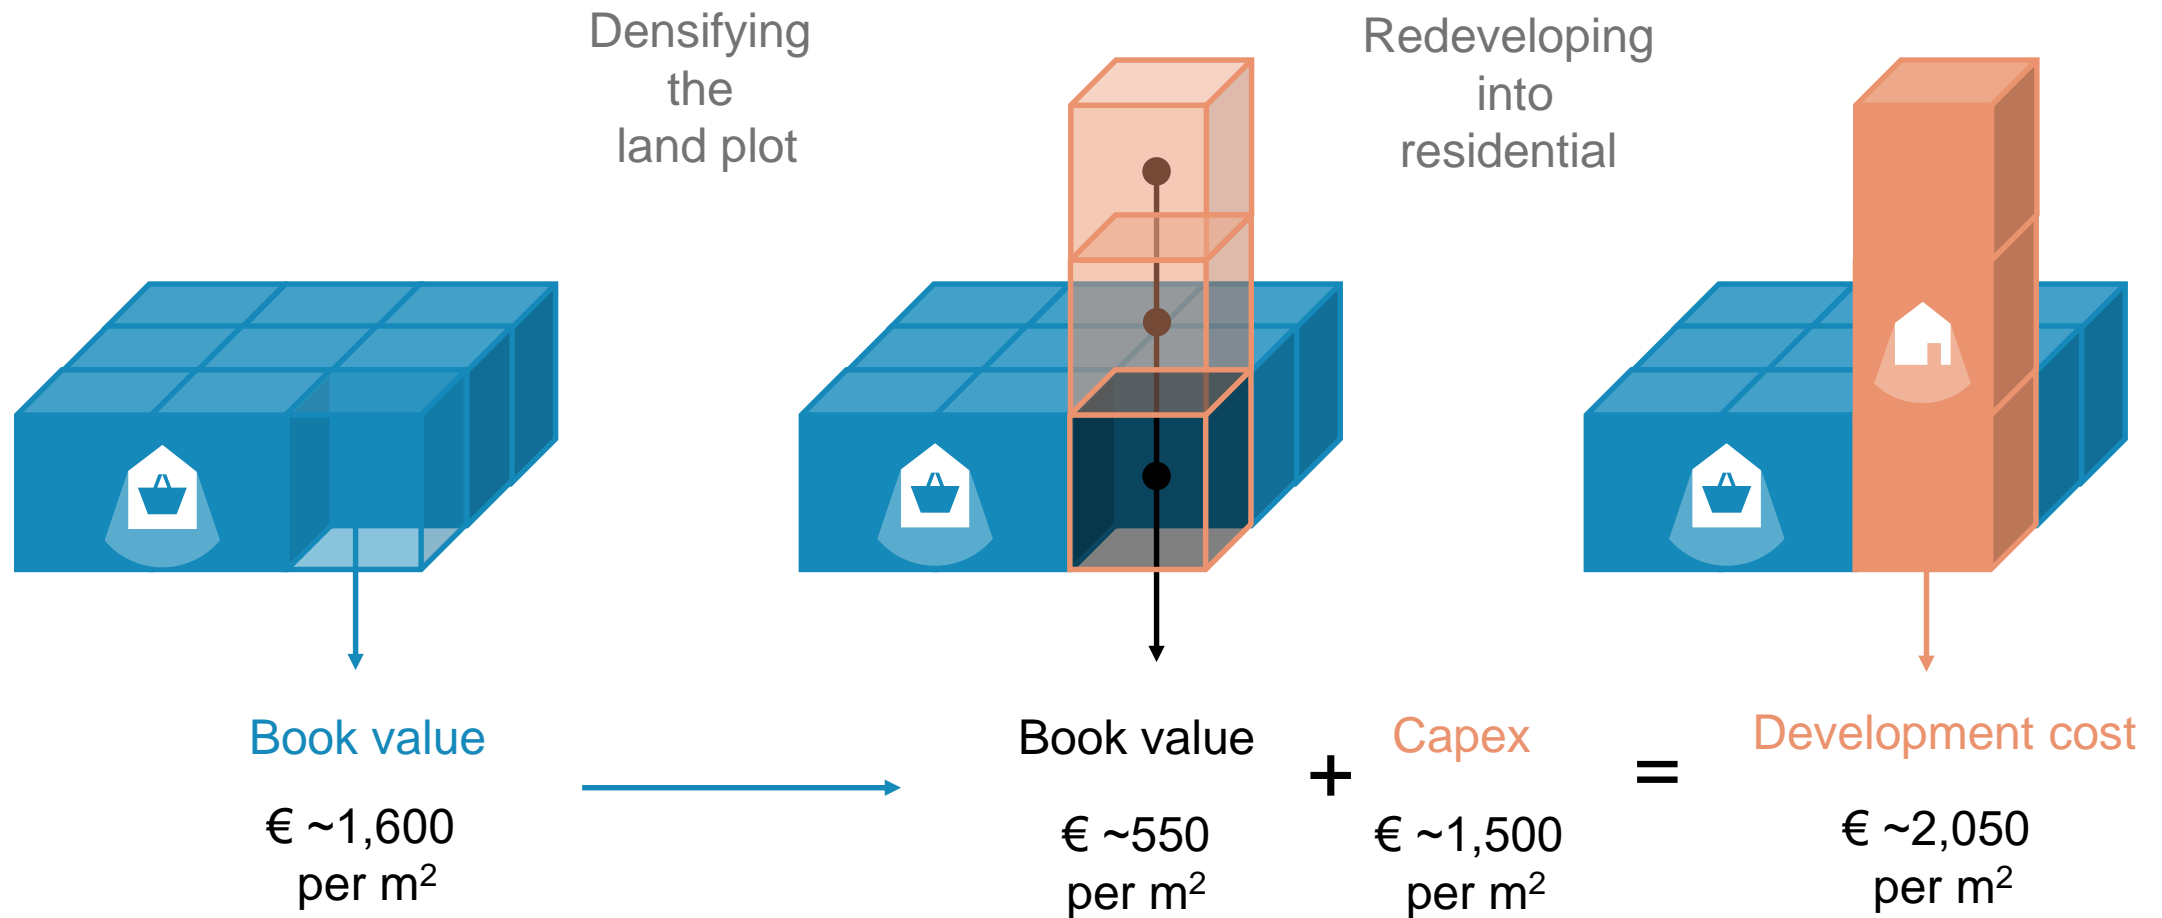 Densifying
the
land plot
Redeveloping
into
residential
Book value
€ ~1,600
per m²
Book value
€ ~550
per m²
+
Capex
€ ~1,500
per m²
=
Development cost
€ ~2,050
per m²